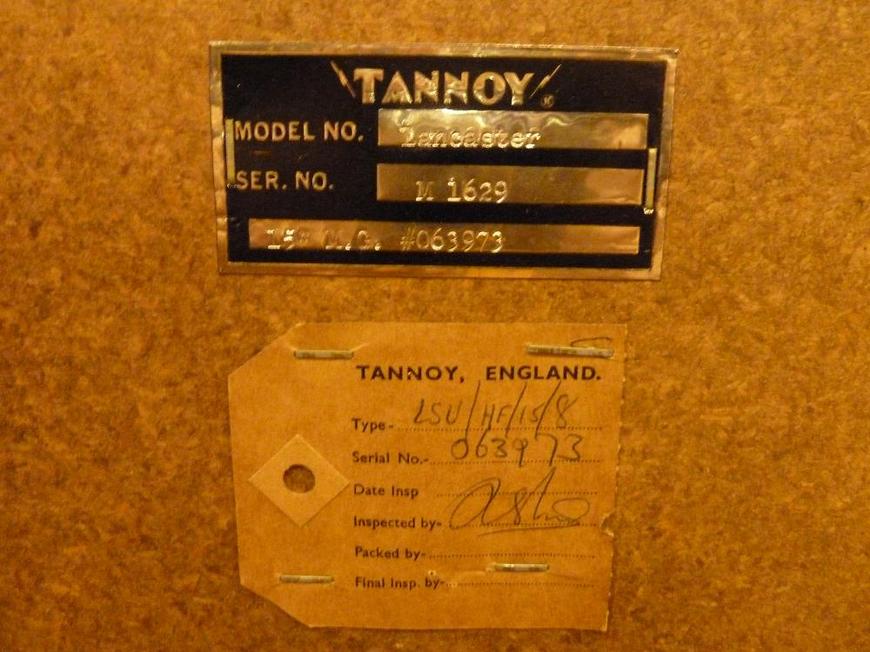 TANNOY ®
MODEL NO. Lancaster
SER. NO. M 1629
15" M.G. #063973
TANNOY, ENGLAND.
Type- LSU/HF/15/8
Serial No.- 063973
Date Insp
Inspected by-
Packed by-
Final Insp. by-